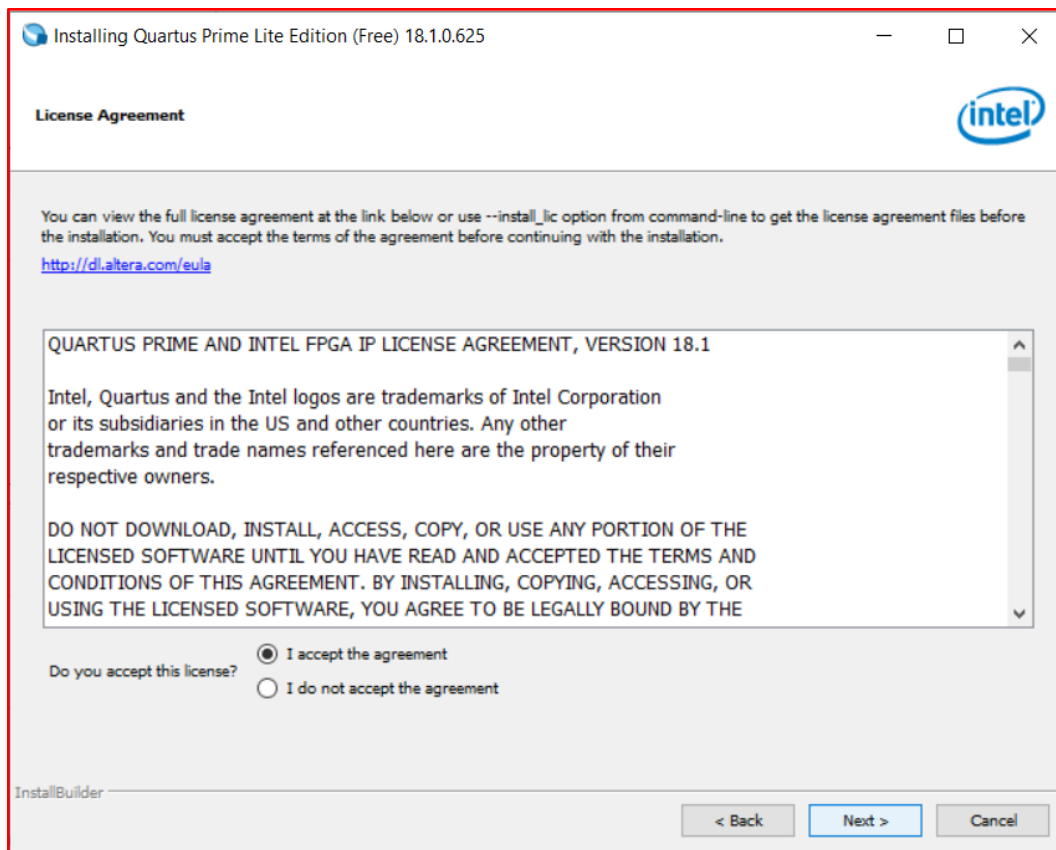 Installing Quartus Prime Lite Edition (Free) 18.1.0.625
License Agreement
intel
You can view the full license agreement at the link below or use --install_lic option from command-line to get the license agreement files before
the installation. You must accept the terms of the agreement before continuing with the installation.
http://dl.altera.com/eula
QUARTUS PRIME AND INTEL FPGA IP LICENSE AGREEMENT, VERSION 18.1
Intel, Quartus and the Intel logos are trademarks of Intel Corporation
or its subsidiaries in the US and other countries. Any other
trademarks and trade names referenced here are the property of their
respective owners.
DO NOT DOWNLOAD, INSTALL, ACCESS, COPY, OR USE ANY PORTION OF THE
LICENSED SOFTWARE UNTIL YOU HAVE READ AND ACCEPTED THE TERMS AND
CONDITIONS OF THIS AGREEMENT. BY INSTALLING, COPYING, ACCESSING, OR
USING THE LICENSED SOFTWARE, YOU AGREE TO BE LEGALLY BOUND BY THE
Do you accept this license?
I accept the agreement
I do not accept the agreement
InstallBuilder
< Back
Next >
Cancel